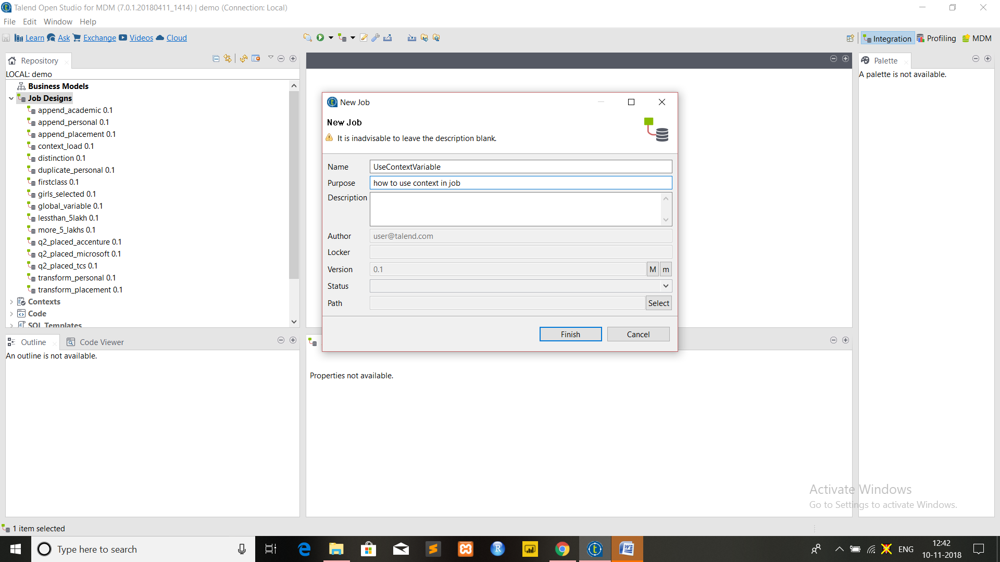 Talend Open Studio for MDM (7.0.1.20180411_1414) | demo (Connection: Local)
File Edit Window Help
Learn Ask Exchange Videos Cloud
Integration Profiling MDM
Repository
LOCAL: demo
Business Models
Job Designs
append_academic 0.1
append_personal 0.1
append_placement 0.1
context_load 0.1
distinction 0.1
duplicate_personal 0.1
firstclass 0.1
girls_selected 0.1
global_variable 0.1
lessthan_5lakh 0.1
more_5_lakhs 0.1
q2_placed_accenture 0.1
q2_placed_microsoft 0.1
q2_placed_tcs 0.1
transform_personal 0.1
transform_placement 0.1
Contexts
Code
SQL Templates
Outline Code Viewer
An outline is not available.
New Job
New Job
It is inadvisable to leave the description blank.
Name UseContextVariable
Purpose how to use context in job
Description
Author user@talend.com
Locker
Version 0.1 M m
Status
Path Select
Finish Cancel
Properties not available.
Palette
A palette is not available.
Activate Windows
Go to Settings to activate Windows.
1 item selected
Type here to search
ENG
12:42
10-11-2018